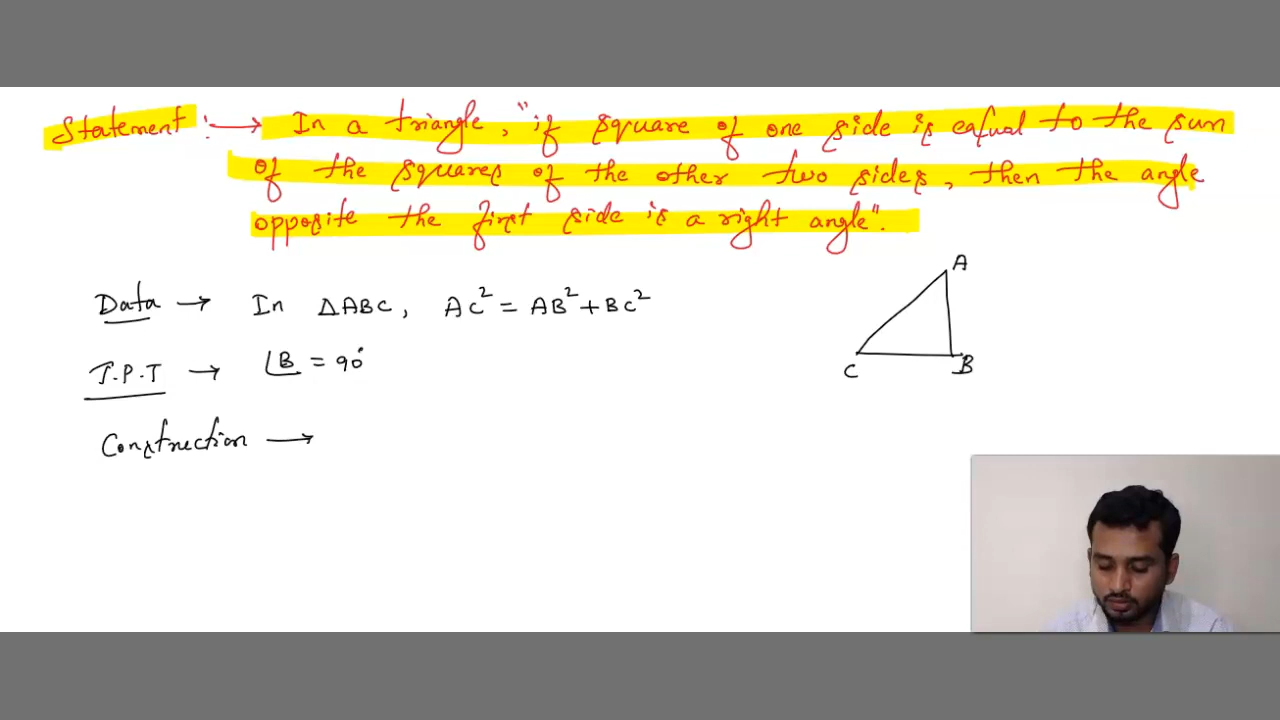 Statement :→ In a triangle, "if square of one side is equal to the sum
of the squares of the other two sides, then the angle
opposite the first side is a right angle".
Data → In ΔABC, AC² = AB² + BC²
T.P.T → ∠B = 90°
Construction →
A
C
B